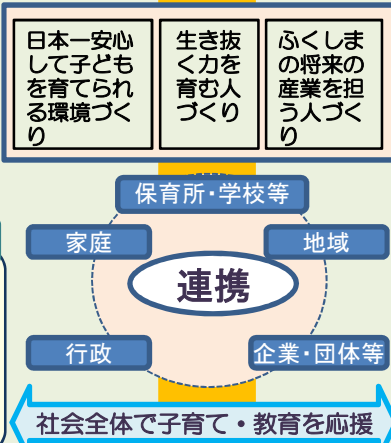 日本一安心
して子ども
を育てられ
る環境づく
り
生き抜
く力を
育む人
づくり
ふくしま
の将来の
産業を担
う人づく
り
保育所・学校等
家庭
地域
連携
行政
企業・団体等
社会全体で子育て・教育を応援